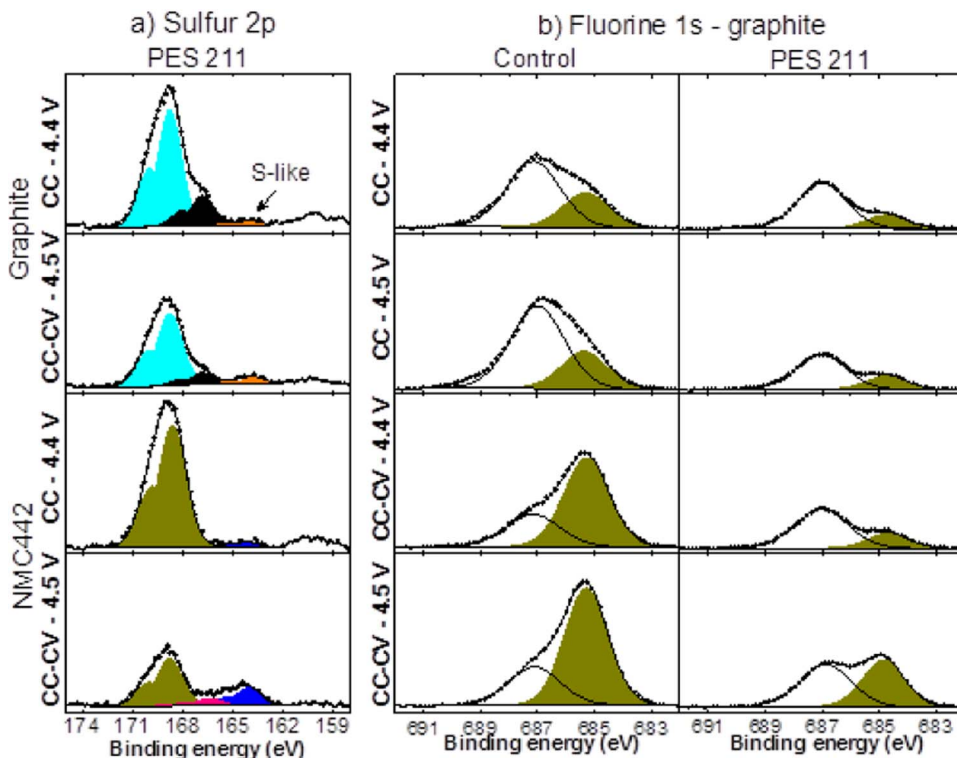 a) Sulfur 2p
b) Fluorine 1s - graphite
PES 211
Control
PES 211
Graphite
NMC442
CC - 4.4 V
CC-CV - 4.5 V
CC - 4.4 V
CC-CV - 4.5 V
S-like
CC - 4.4 V
CC - 4.5 V
CC-CV - 4.4 V
CC-CV - 4.5 V
174 171 168 165 162 159
691 689 687 685 683
691 689 687 685 683
Binding energy (eV)
Binding energy (eV)
Binding energy (eV)